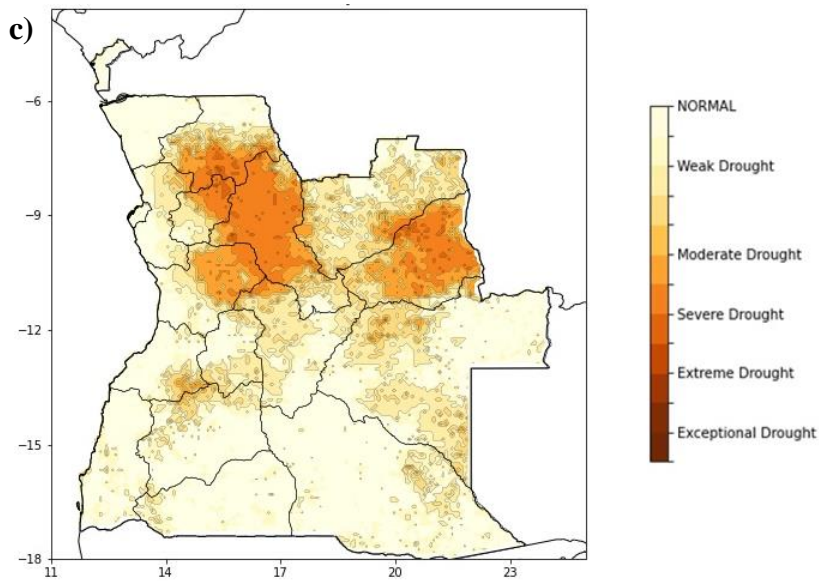 c)
−6
−9
−12
−15
−18
11
14
17
20
23
NORMAL
Weak Drought
Moderate Drought
Severe Drought
Extreme Drought
Exceptional Drought